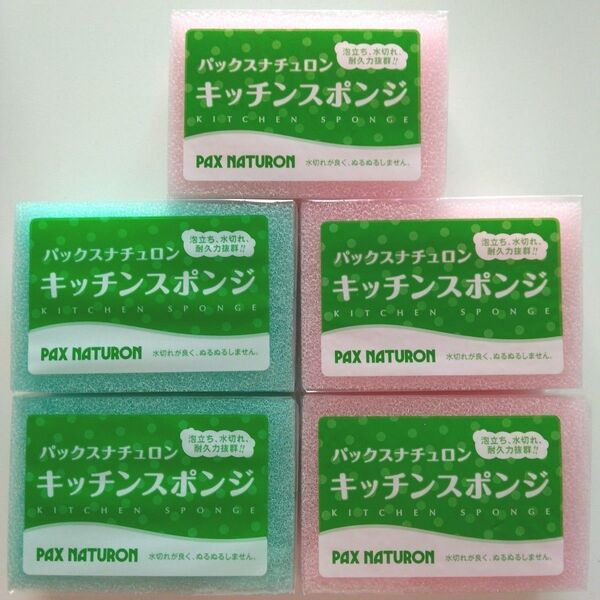 パックスナチュロン
泡立ち、水切れ、
耐久力抜群!!
キッチンスポンジ
KITCHEN SPONGE
PAX NATURON
水切れが良く、ぬるぬるしません。
パックスナチュロン
泡立ち、水切れ、
耐久力抜群!!
キッチンスポンジ
KITCHEN SPONGE
PAX NATURON
水切れが良く、ぬるぬるしません。
パックスナチュロン
泡立ち、水切れ、
耐久力抜群!!
キッチンスポンジ
KITCHEN SPONGE
PAX NATURON
水切れが良く、ぬるぬるしません。
パックスナチュロン
泡立ち、水切れ、
耐久力抜群!!
キッチンスポンジ
KITCHEN SPONGE
PAX NATURON
水切れが良く、ぬるぬるしません。
パックスナチュロン
泡立ち、水切れ、
耐久力抜群!!
キッチンスポンジ
KITCHEN SPONGE
PAX NATURON
水切れが良く、ぬるぬるしません。